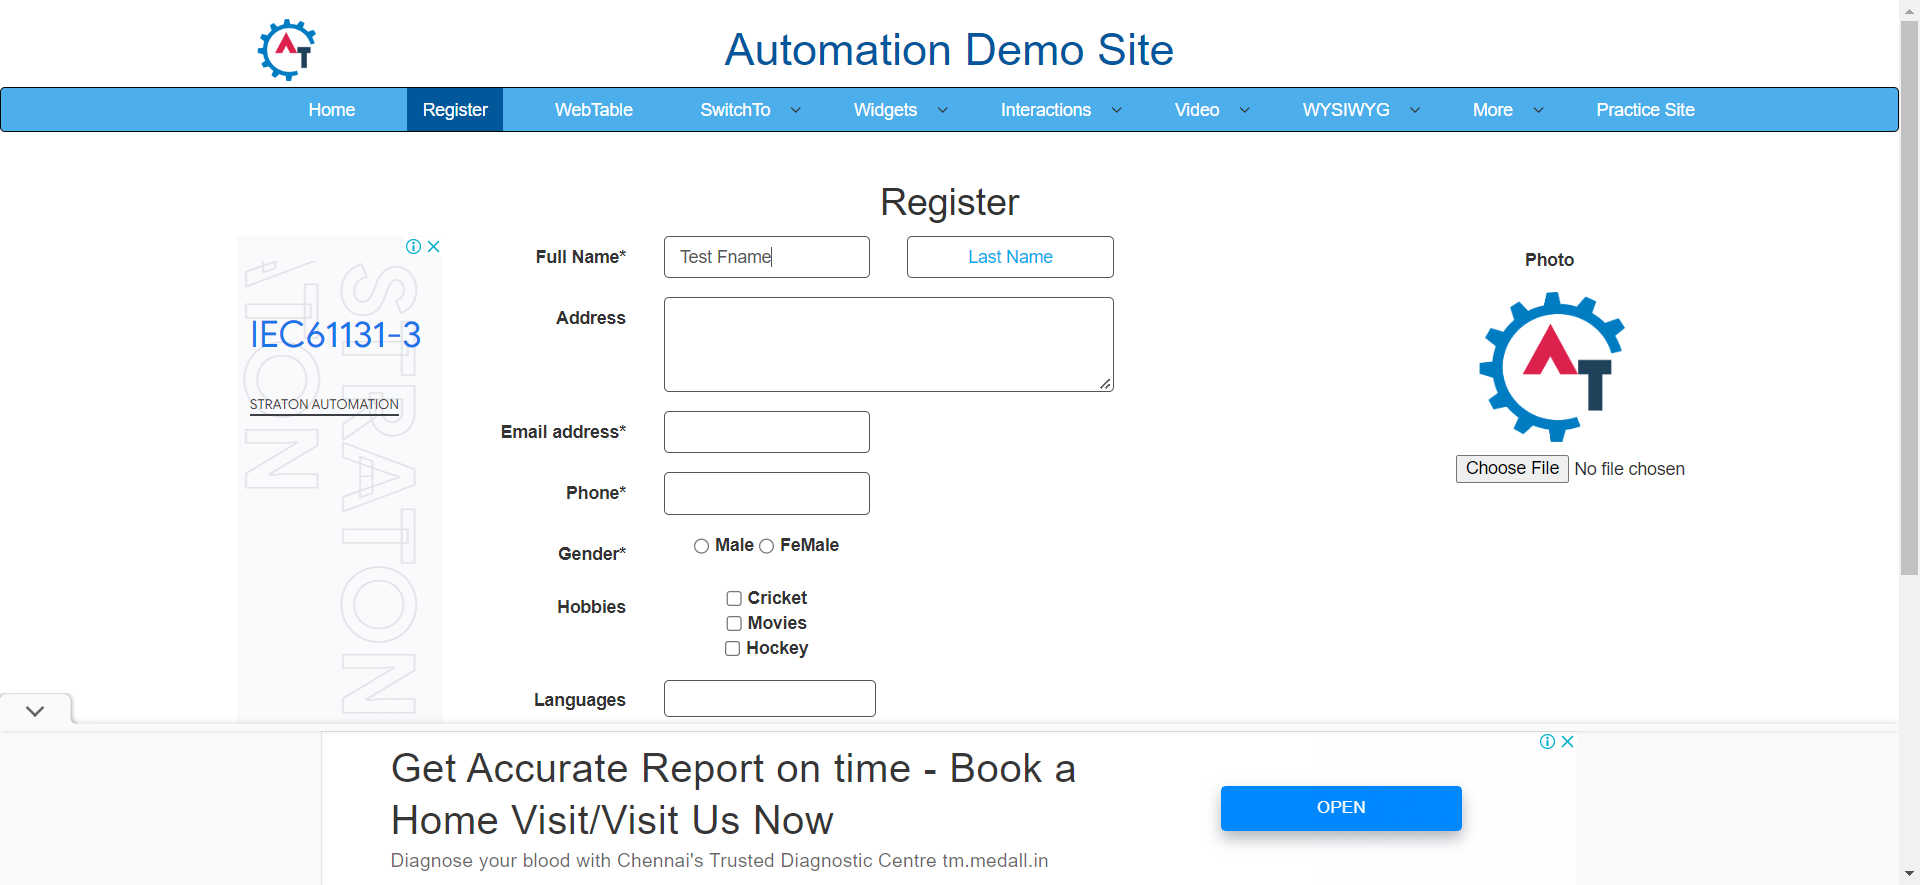 AT
Automation Demo Site
Home Register WebTable SwitchTo Widgets Interactions Video WYSIWYG More Practice Site
Register
Full Name* Test Fname Last Name
Photo
Address
AT
Email address*
Choose File No file chosen
Phone*
Gender* Male FeMale
Hobbies Cricket
Movies
Hockey
Languages
STRATON
ATION
IEC61131-3
STRATON AUTOMATION
Get Accurate Report on time - Book a
Home Visit/Visit Us Now
Diagnose your blood with Chennai's Trusted Diagnostic Centre tm.medall.in
OPEN